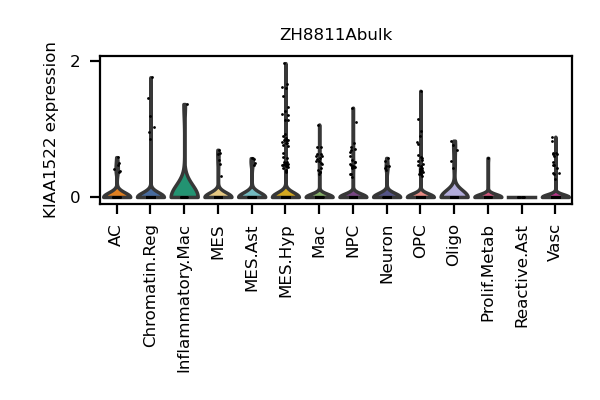 ZH8811Abulk
KIAA1522 expression
2
0
AC
Chromatin.Reg
Inflammatory.Mac
MES
MES.Ast
MES.Hyp
Mac
NPC
Neuron
OPC
Oligo
Prolif.Metab
Reactive.Ast
Vasc